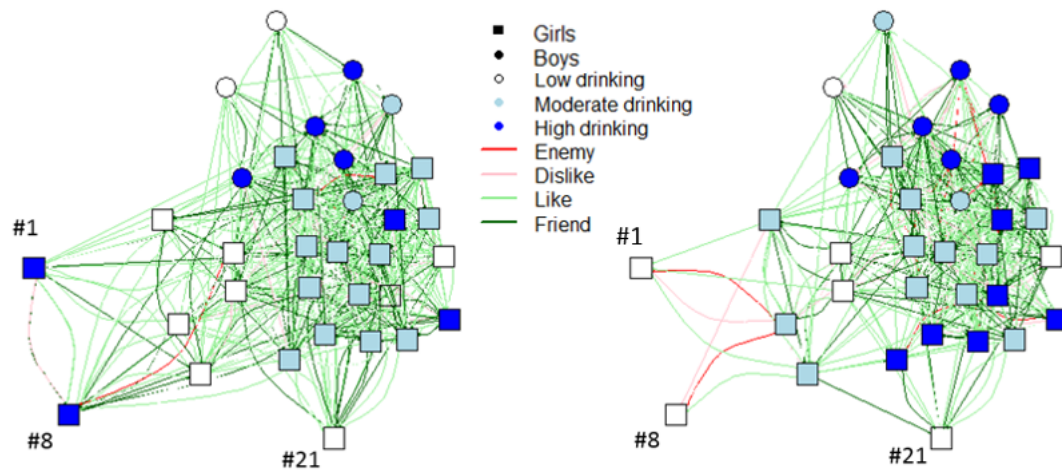 Girls
Boys
Low drinking
Moderate drinking
High drinking
Enemy
Dislike
Like
Friend
#1
#8
#21
#1
#8
#21